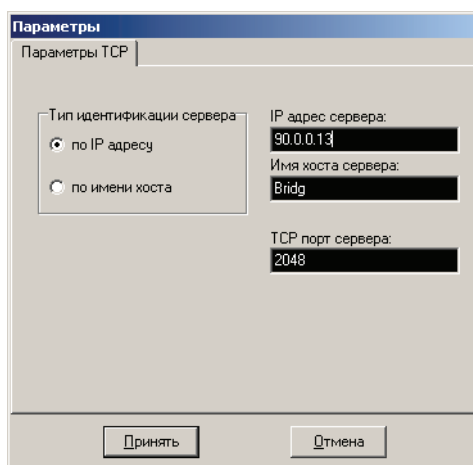 Параметры
Параметры TCP
Тип идентификации сервера
по IP адресу
по имени хоста
IP адрес сервера:
90.0.0.13
Имя хоста сервера:
Bridg
TCP порт сервера:
2048
Принять
Отмена